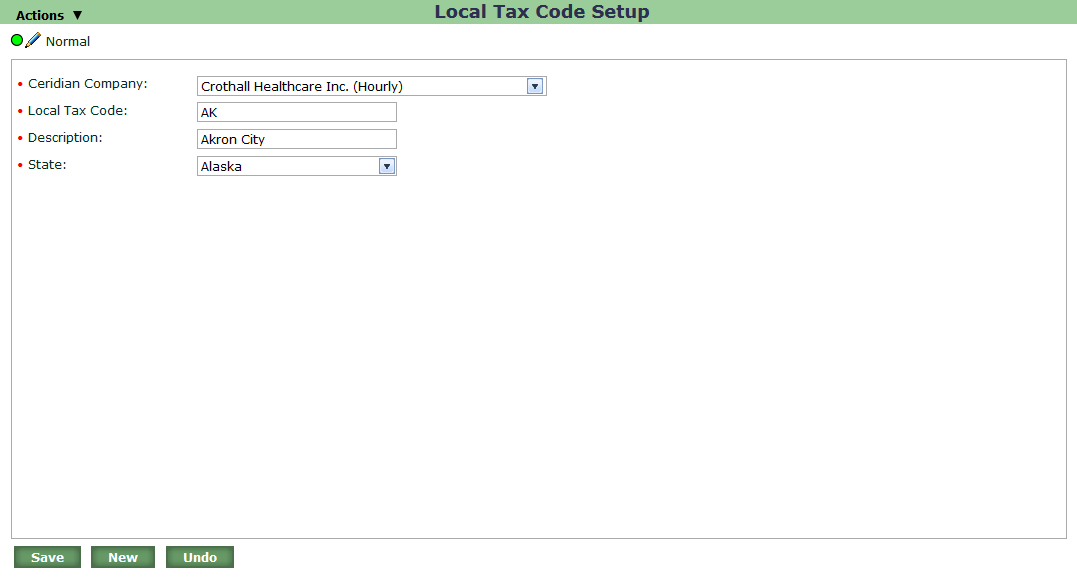 Actions ▼
Local Tax Code Setup
Normal
• Ceridian Company: Crothall Healthcare Inc. (Hourly)
• Local Tax Code: AK
• Description: Akron City
• State: Alaska
Save New Undo